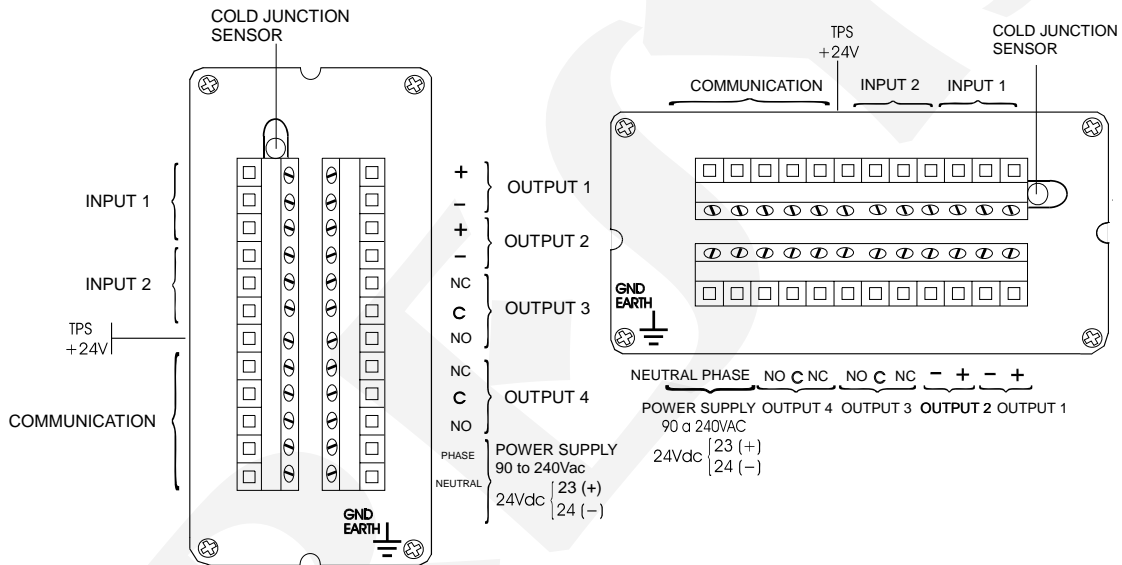 COLD JUNCTION
SENSOR
INPUT 1
INPUT 2
TPS
+24V
COMMUNICATION
+
−
OUTPUT 1
+
−
OUTPUT 2
NC
C
NO
OUTPUT 3
NC
C
NO
OUTPUT 4
PHASE
NEUTRAL
POWER SUPPLY
90 to 240Vac
24Vdc
23 (+)
24 (−)
GND
EARTH
TPS
+24V
COLD JUNCTION
SENSOR
COMMUNICATION INPUT 2 INPUT 1
GND
EARTH
NEUTRAL PHASE NO C NC NO C NC − + − +
POWER SUPPLY OUTPUT 4 OUTPUT 3 OUTPUT 2 OUTPUT 1
90 a 240VAC
24Vdc
23 (+)
24 (−)